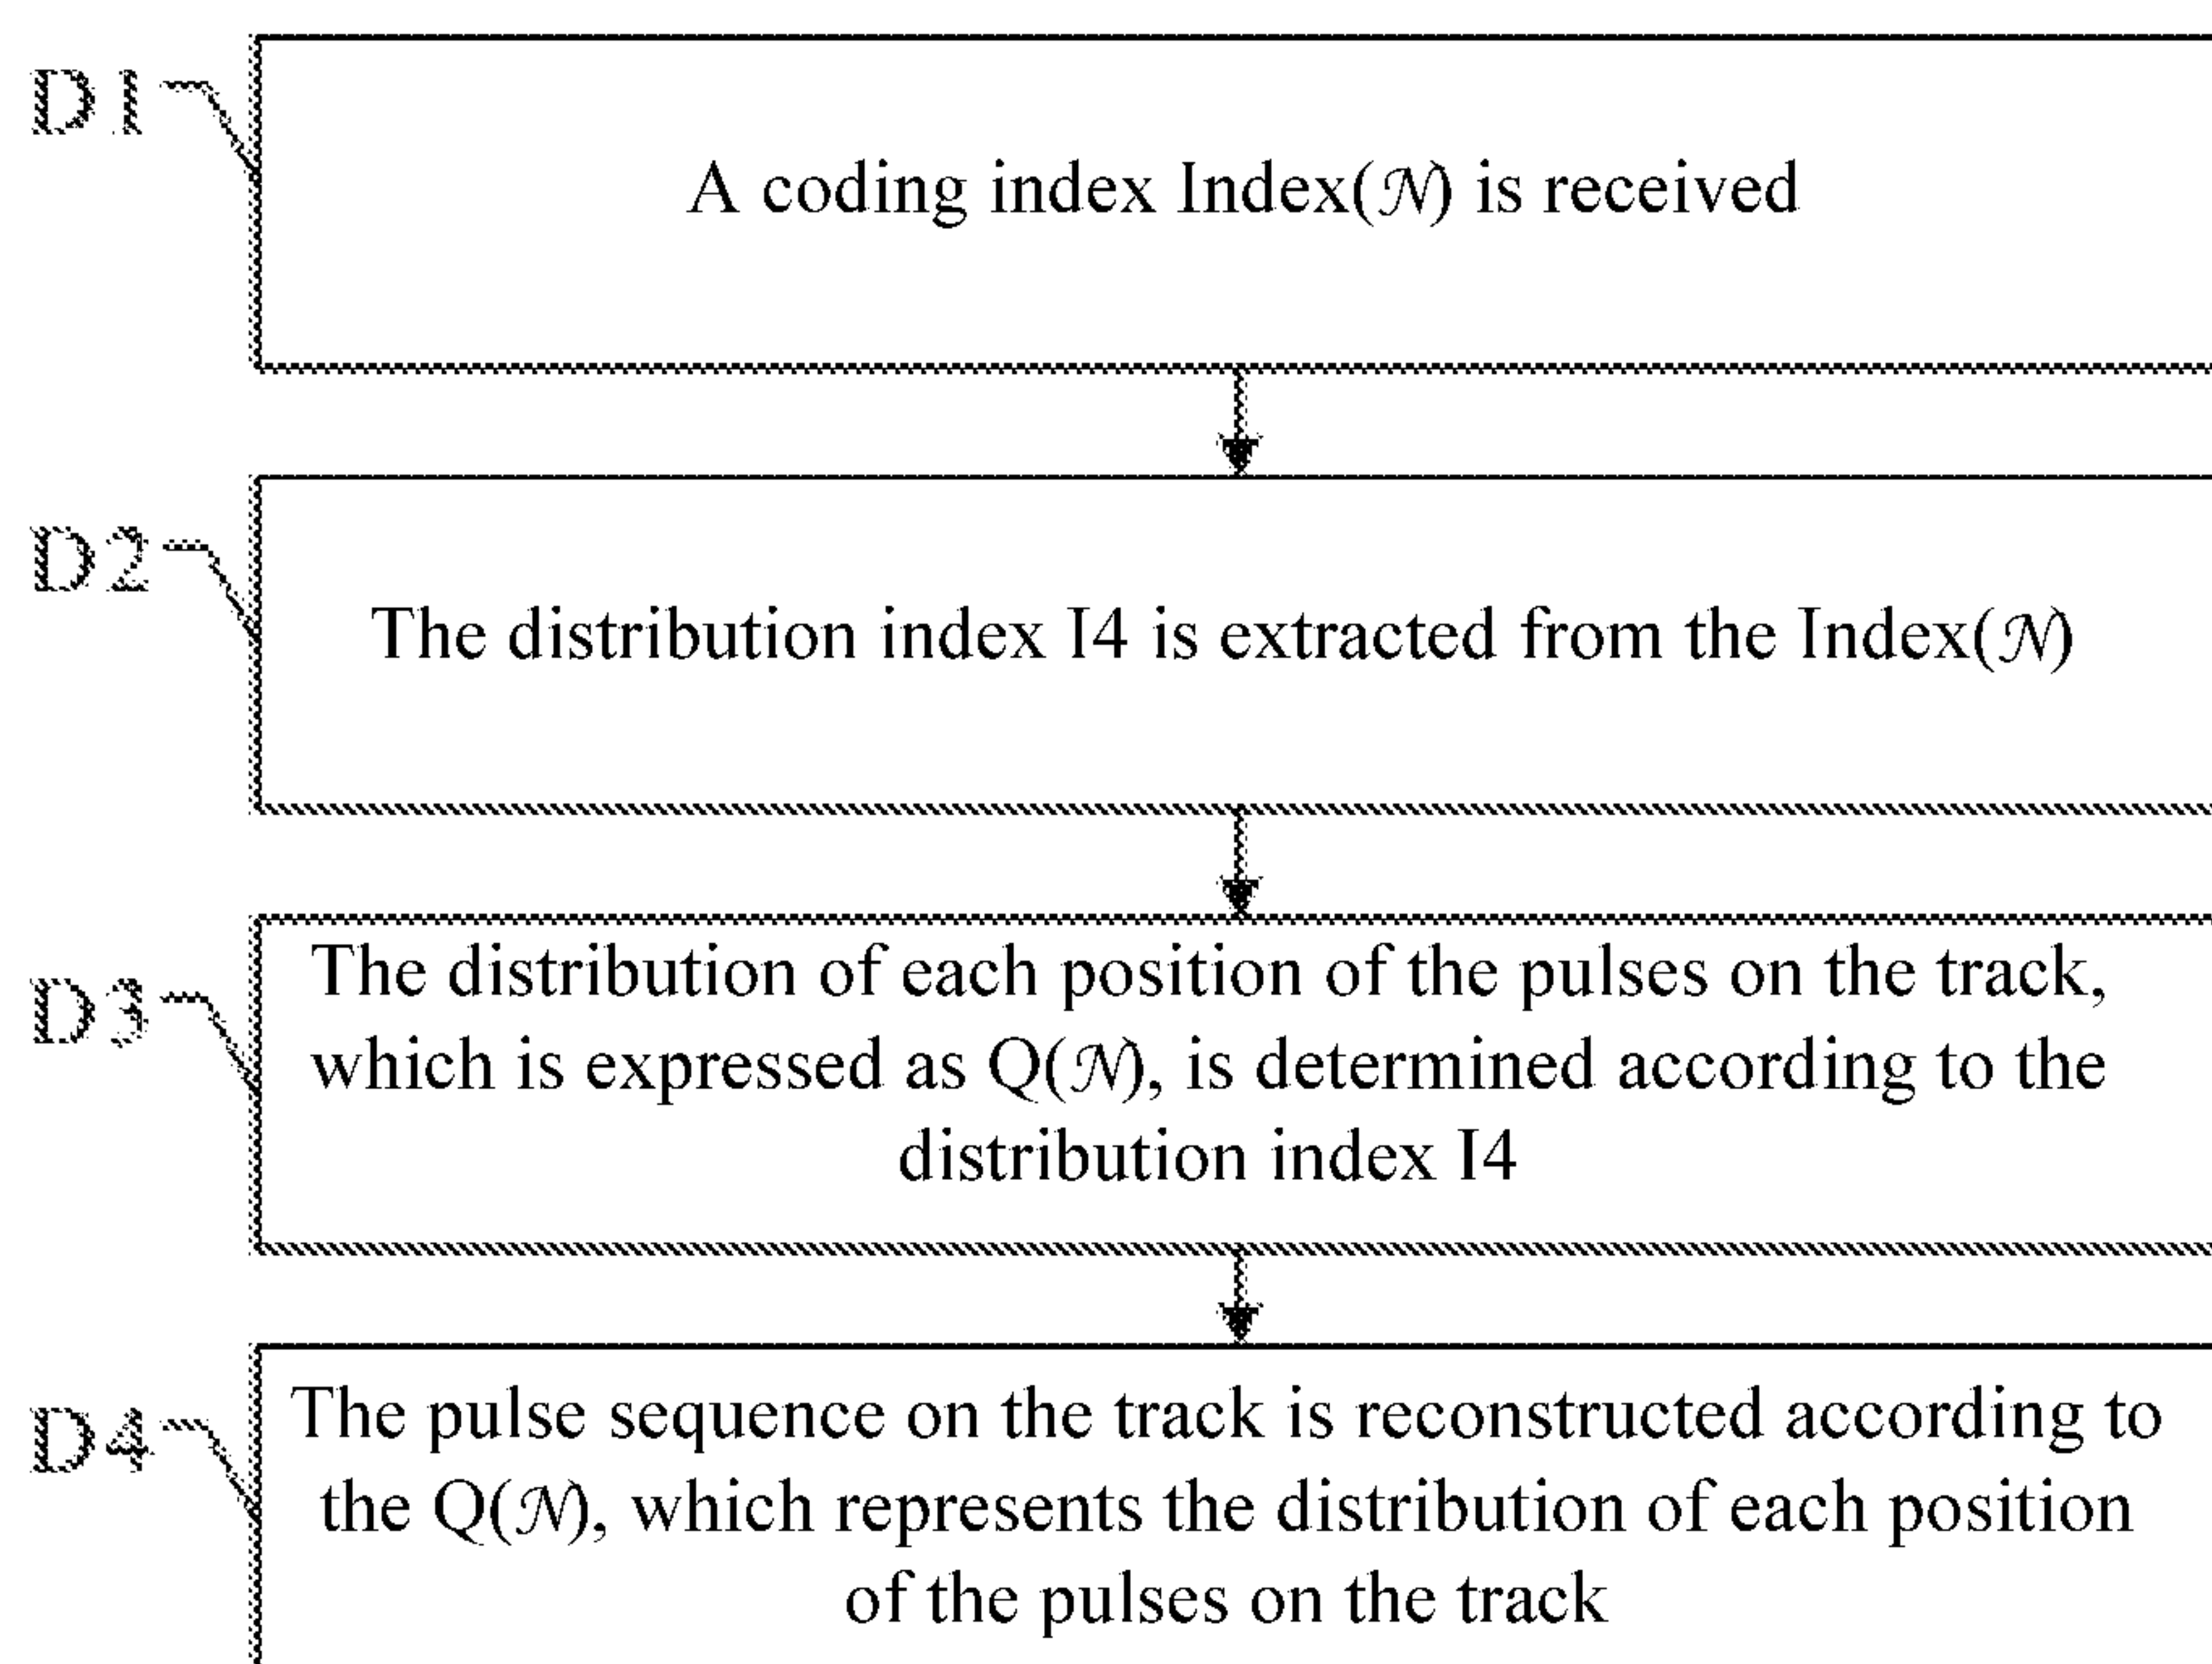 D1
A coding index Index(𝒩) is received
D2
The distribution index I4 is extracted from the Index(𝒩)
D3
The distribution of each position of the pulses on the track,
which is expressed as Q(𝒩), is determined according to the
distribution index I4
D4
The pulse sequence on the track is reconstructed according to
the Q(𝒩), which represents the distribution of each position
of the pulses on the track